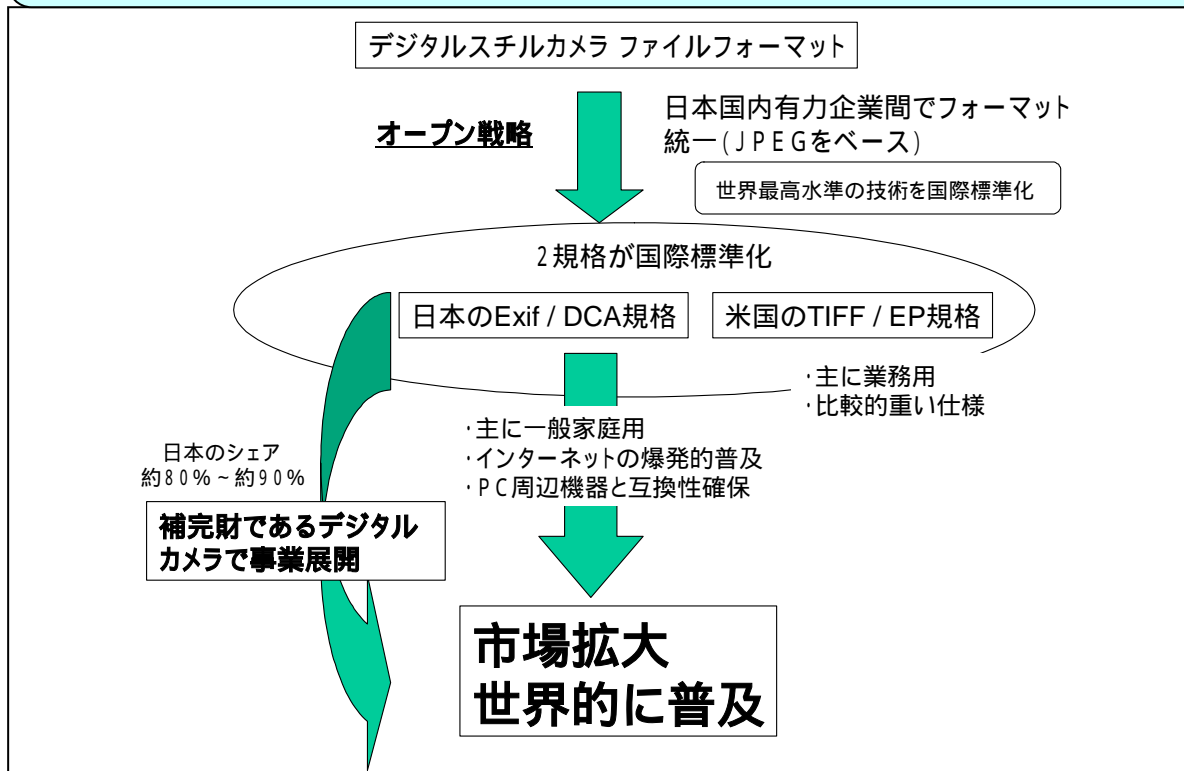 デジタルスチルカメラ ファイルフォーマット
オープン戦略
日本国内有力企業間でフォーマット
統一(JPEGをベース)
世界最高水準の技術を国際標準化
2規格が国際標準化
日本のExif / DCA規格
米国のTIFF / EP規格
・主に業務用
・比較的重い仕様
・主に一般家庭用
・インターネットの爆発的普及
・PC周辺機器と互換性確保
日本のシェア
約80%~約90%
補完財であるデジタル
カメラで事業展開
市場拡大
世界的に普及